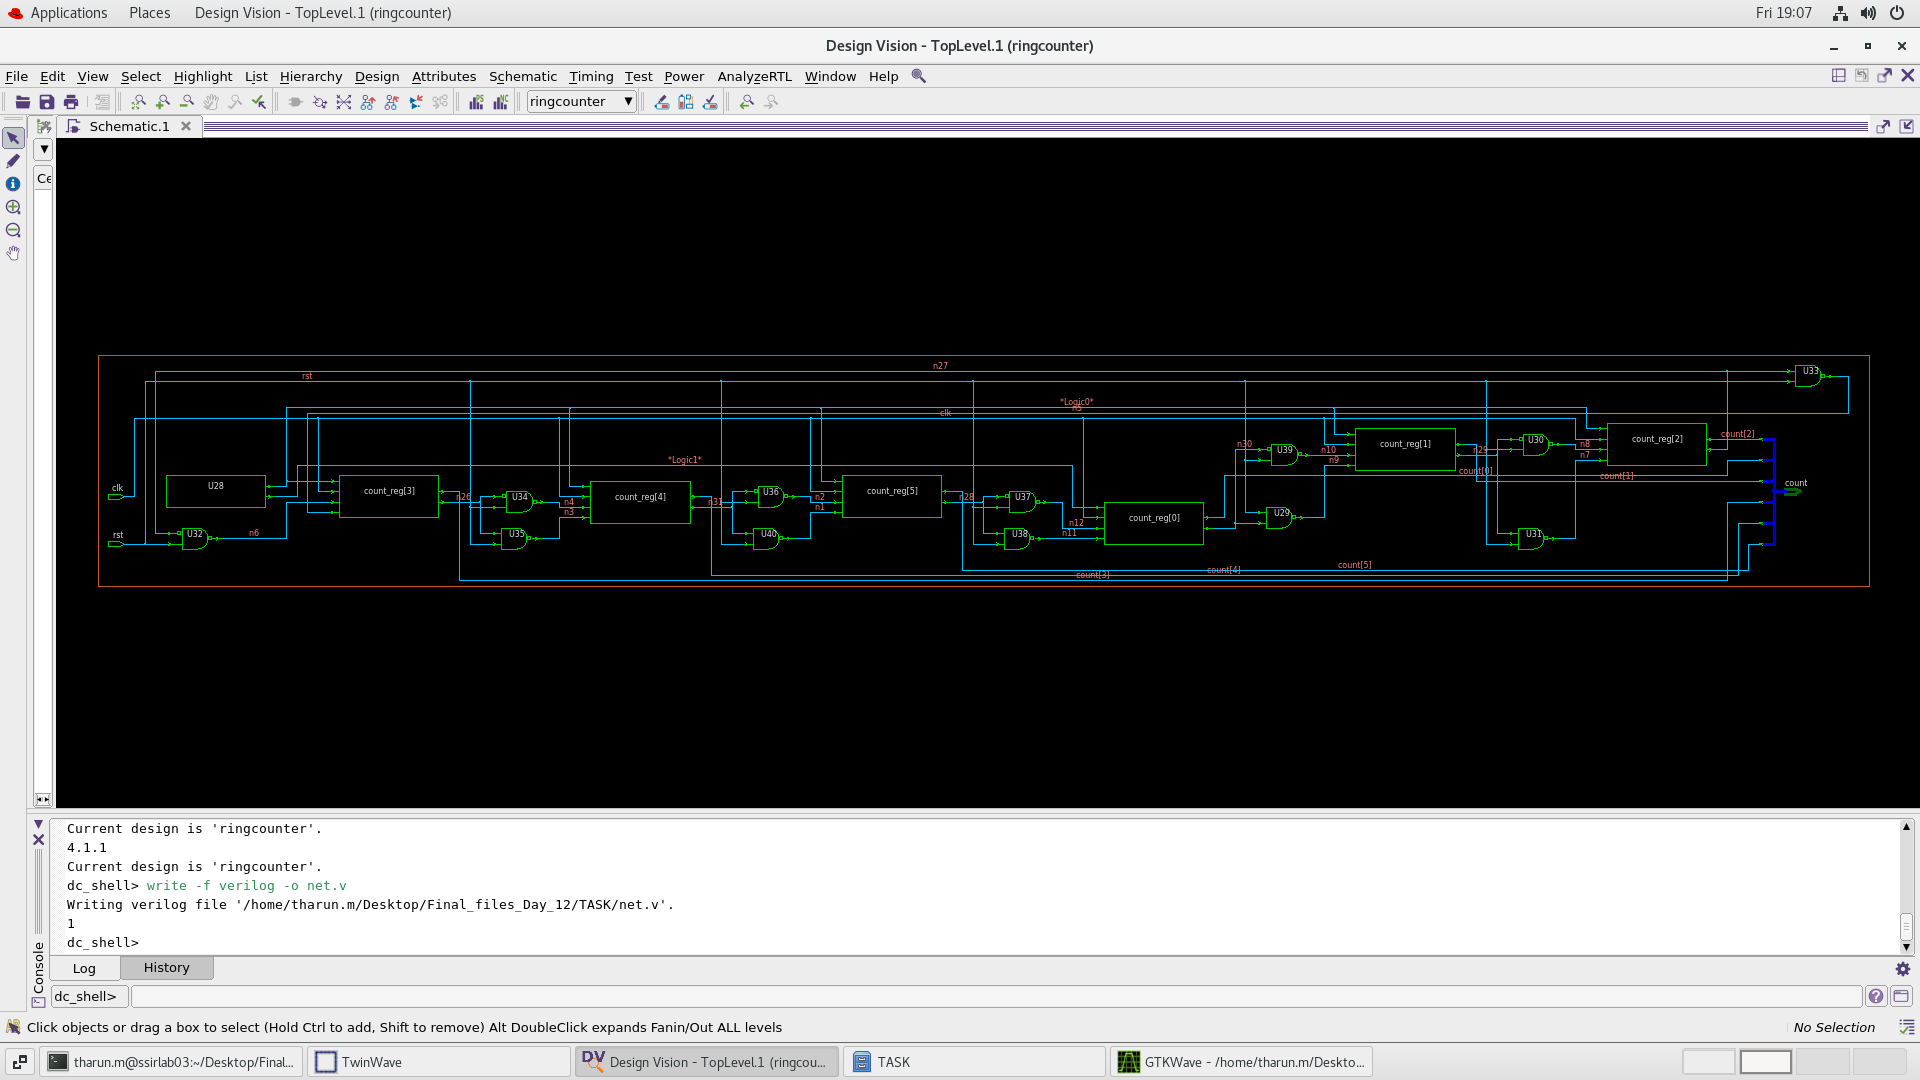 Applications Places Design Vision - TopLevel.1 (ringcounter) Fri 19:07
Design Vision - TopLevel.1 (ringcounter)
File Edit View Select Highlight List Hierarchy Design Attributes Schematic Timing Test Power AnalyzeRTL Window Help
ringcounter
Schematic.1
Ce
n27
rst
U33
*Logic0*
n5
clk
*Logic1*
clk
U28
count_reg[3]
n26
U34
n4
n3
count_reg[4]
n31
U36
n2
n1
count_reg[5]
n28
U37
n12
n11
count_reg[0]
n30
U39
n10
n9
count_reg[1]
n29
U30
n8
n7
count_reg[2]
count[2]
count[0]
count[1]
count
rst
U32
n6
U35
U40
U38
U29
U31
count[3]
count[4]
count[5]
Current design is 'ringcounter'.
4.1.1
Current design is 'ringcounter'.
dc_shell> write -f verilog -o net.v
Writing verilog file '/home/tharun.m/Desktop/Final_files_Day_12/TASK/net.v'.
1
dc_shell>
Console
Log History
dc_shell>
Click objects or drag a box to select (Hold Ctrl to add, Shift to remove) Alt DoubleClick expands Fanin/Out ALL levels No Selection
tharun.m@ssirlab03:~/Desktop/Final... TwinWave DV Design Vision - TopLevel.1 (ringcou... TASK GTKWave - /home/tharun.m/Deskto...